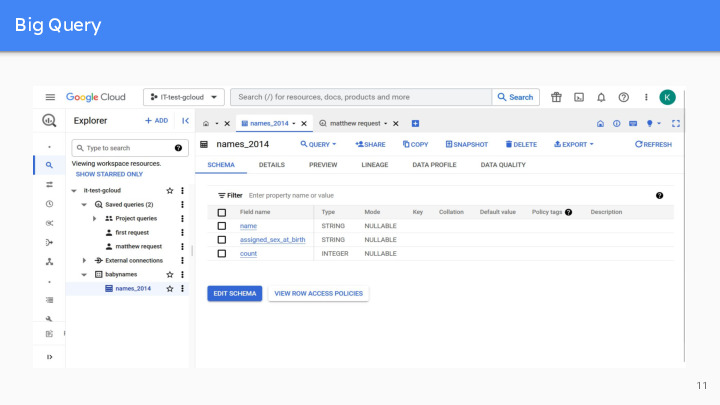 Big Query
Google Cloud
IT-test-gcloud
Search (/) for resources, docs, products and more
Search
K
Explorer
+ ADD
names_2014
matthew request
Type to search
Viewing workspace resources.
SHOW STARRED ONLY
it-test-gcloud
Saved queries (2)
Project queries
first request
matthew request
External connections
babynames
names_2014
names_2014
QUERY
SHARE
COPY
SNAPSHOT
DELETE
EXPORT
REFRESH
SCHEMA
DETAILS
PREVIEW
LINEAGE
DATA PROFILE
DATA QUALITY
Filter Enter property name or value
Field name Type Mode Key Collation Default value Policy tags Description
name STRING NULLABLE
assigned_sex_at_birth STRING NULLABLE
count INTEGER NULLABLE
EDIT SCHEMA
VIEW ROW ACCESS POLICIES
11